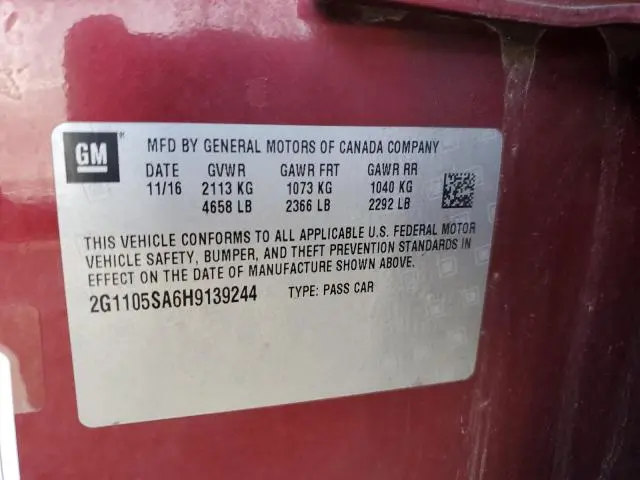 GM
MFD BY GENERAL MOTORS OF CANADA COMPANY
DATE GVWR GAWR FRT GAWR RR
11/16 2113 KG 1073 KG 1040 KG
4658 LB 2366 LB 2292 LB
THIS VEHICLE CONFORMS TO ALL APPLICABLE U.S. FEDERAL MOTOR
VEHICLE SAFETY, BUMPER, AND THEFT PREVENTION STANDARDS IN
EFFECT ON THE DATE OF MANUFACTURE SHOWN ABOVE.
2G1105SA6H9139244 TYPE: PASS CAR